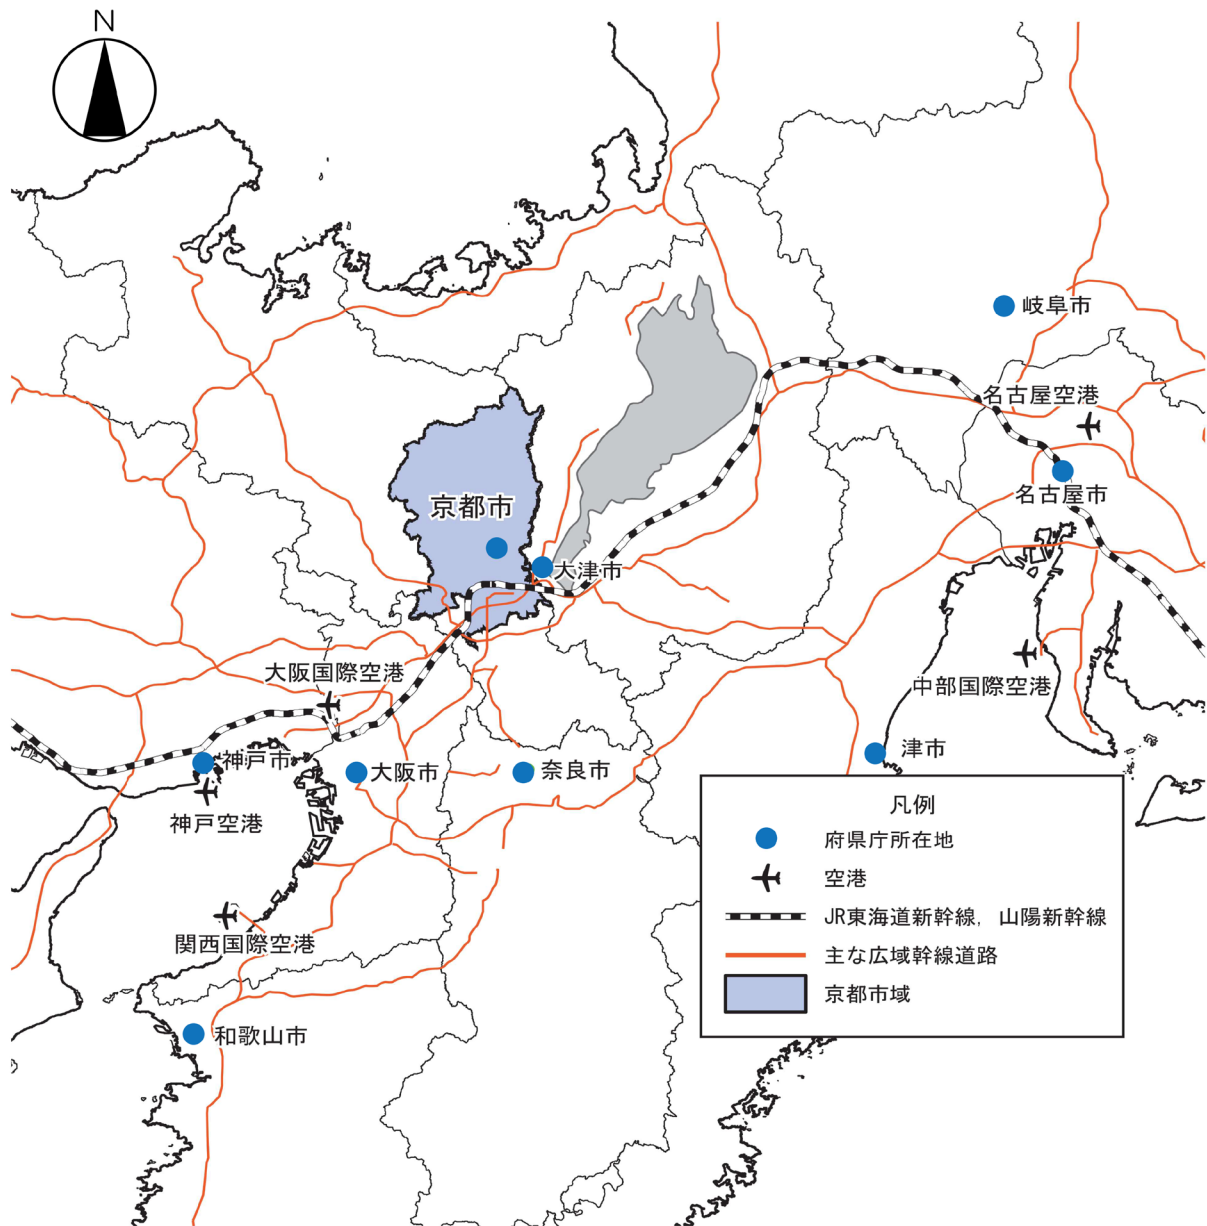 N
岐阜市
名古屋空港
名古屋市
京都市
大津市
大阪国際空港
中部国際空港
神戸市
大阪市
奈良市
津市
神戸空港
関西国際空港
和歌山市
凡例
府県庁所在地
空港
JR東海道新幹線，山陽新幹線
主な広域幹線道路
京都市域